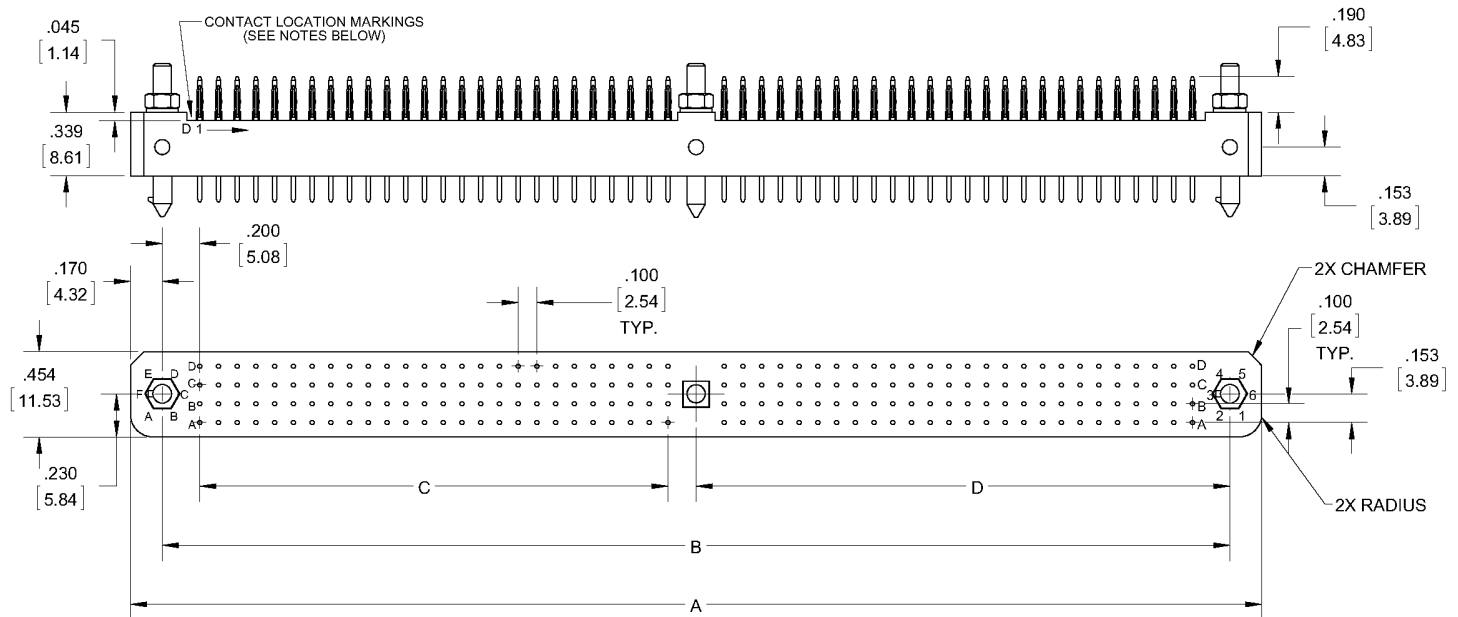 .045
[1.14]
CONTACT LOCATION MARKINGS
(SEE NOTES BELOW)
.190
[4.83]
D 1
.339
[8.61]
.153
[3.89]
.200
[5.08]
.170
[4.32]
.100
[2.54]
TYP.
2X CHAMFER
.100
[2.54]
TYP.
.153
[3.89]
.454
[11.53]
E D
F C
A B
D
C
B
A
D
C
B
A
4 5
3 6
2 1
.230
[5.84]
C
D
2X RADIUS
B
A